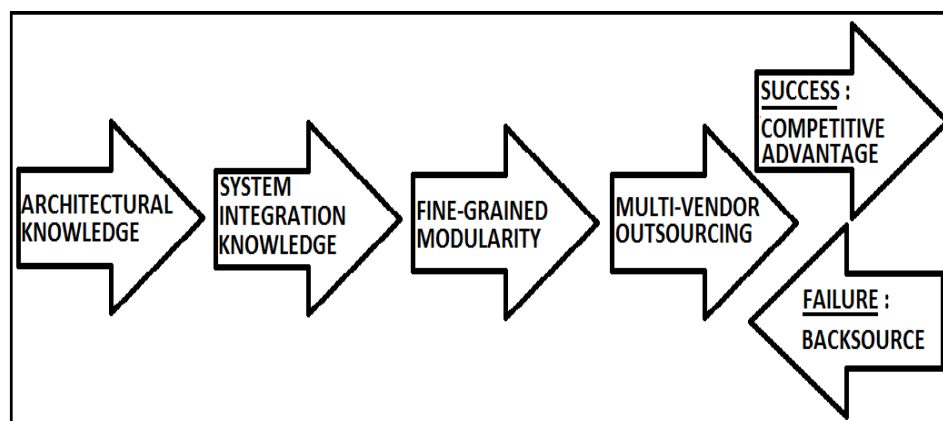 ARCHITECTURAL
KNOWLEDGE
SYSTEM
INTEGRATION
KNOWLEDGE
FINE-GRAINED
MODULARITY
MULTI-VENDOR
OUTSOURCING
SUCCESS :
COMPETITIVE
ADVANTAGE
FAILURE :
BACKSOURCE